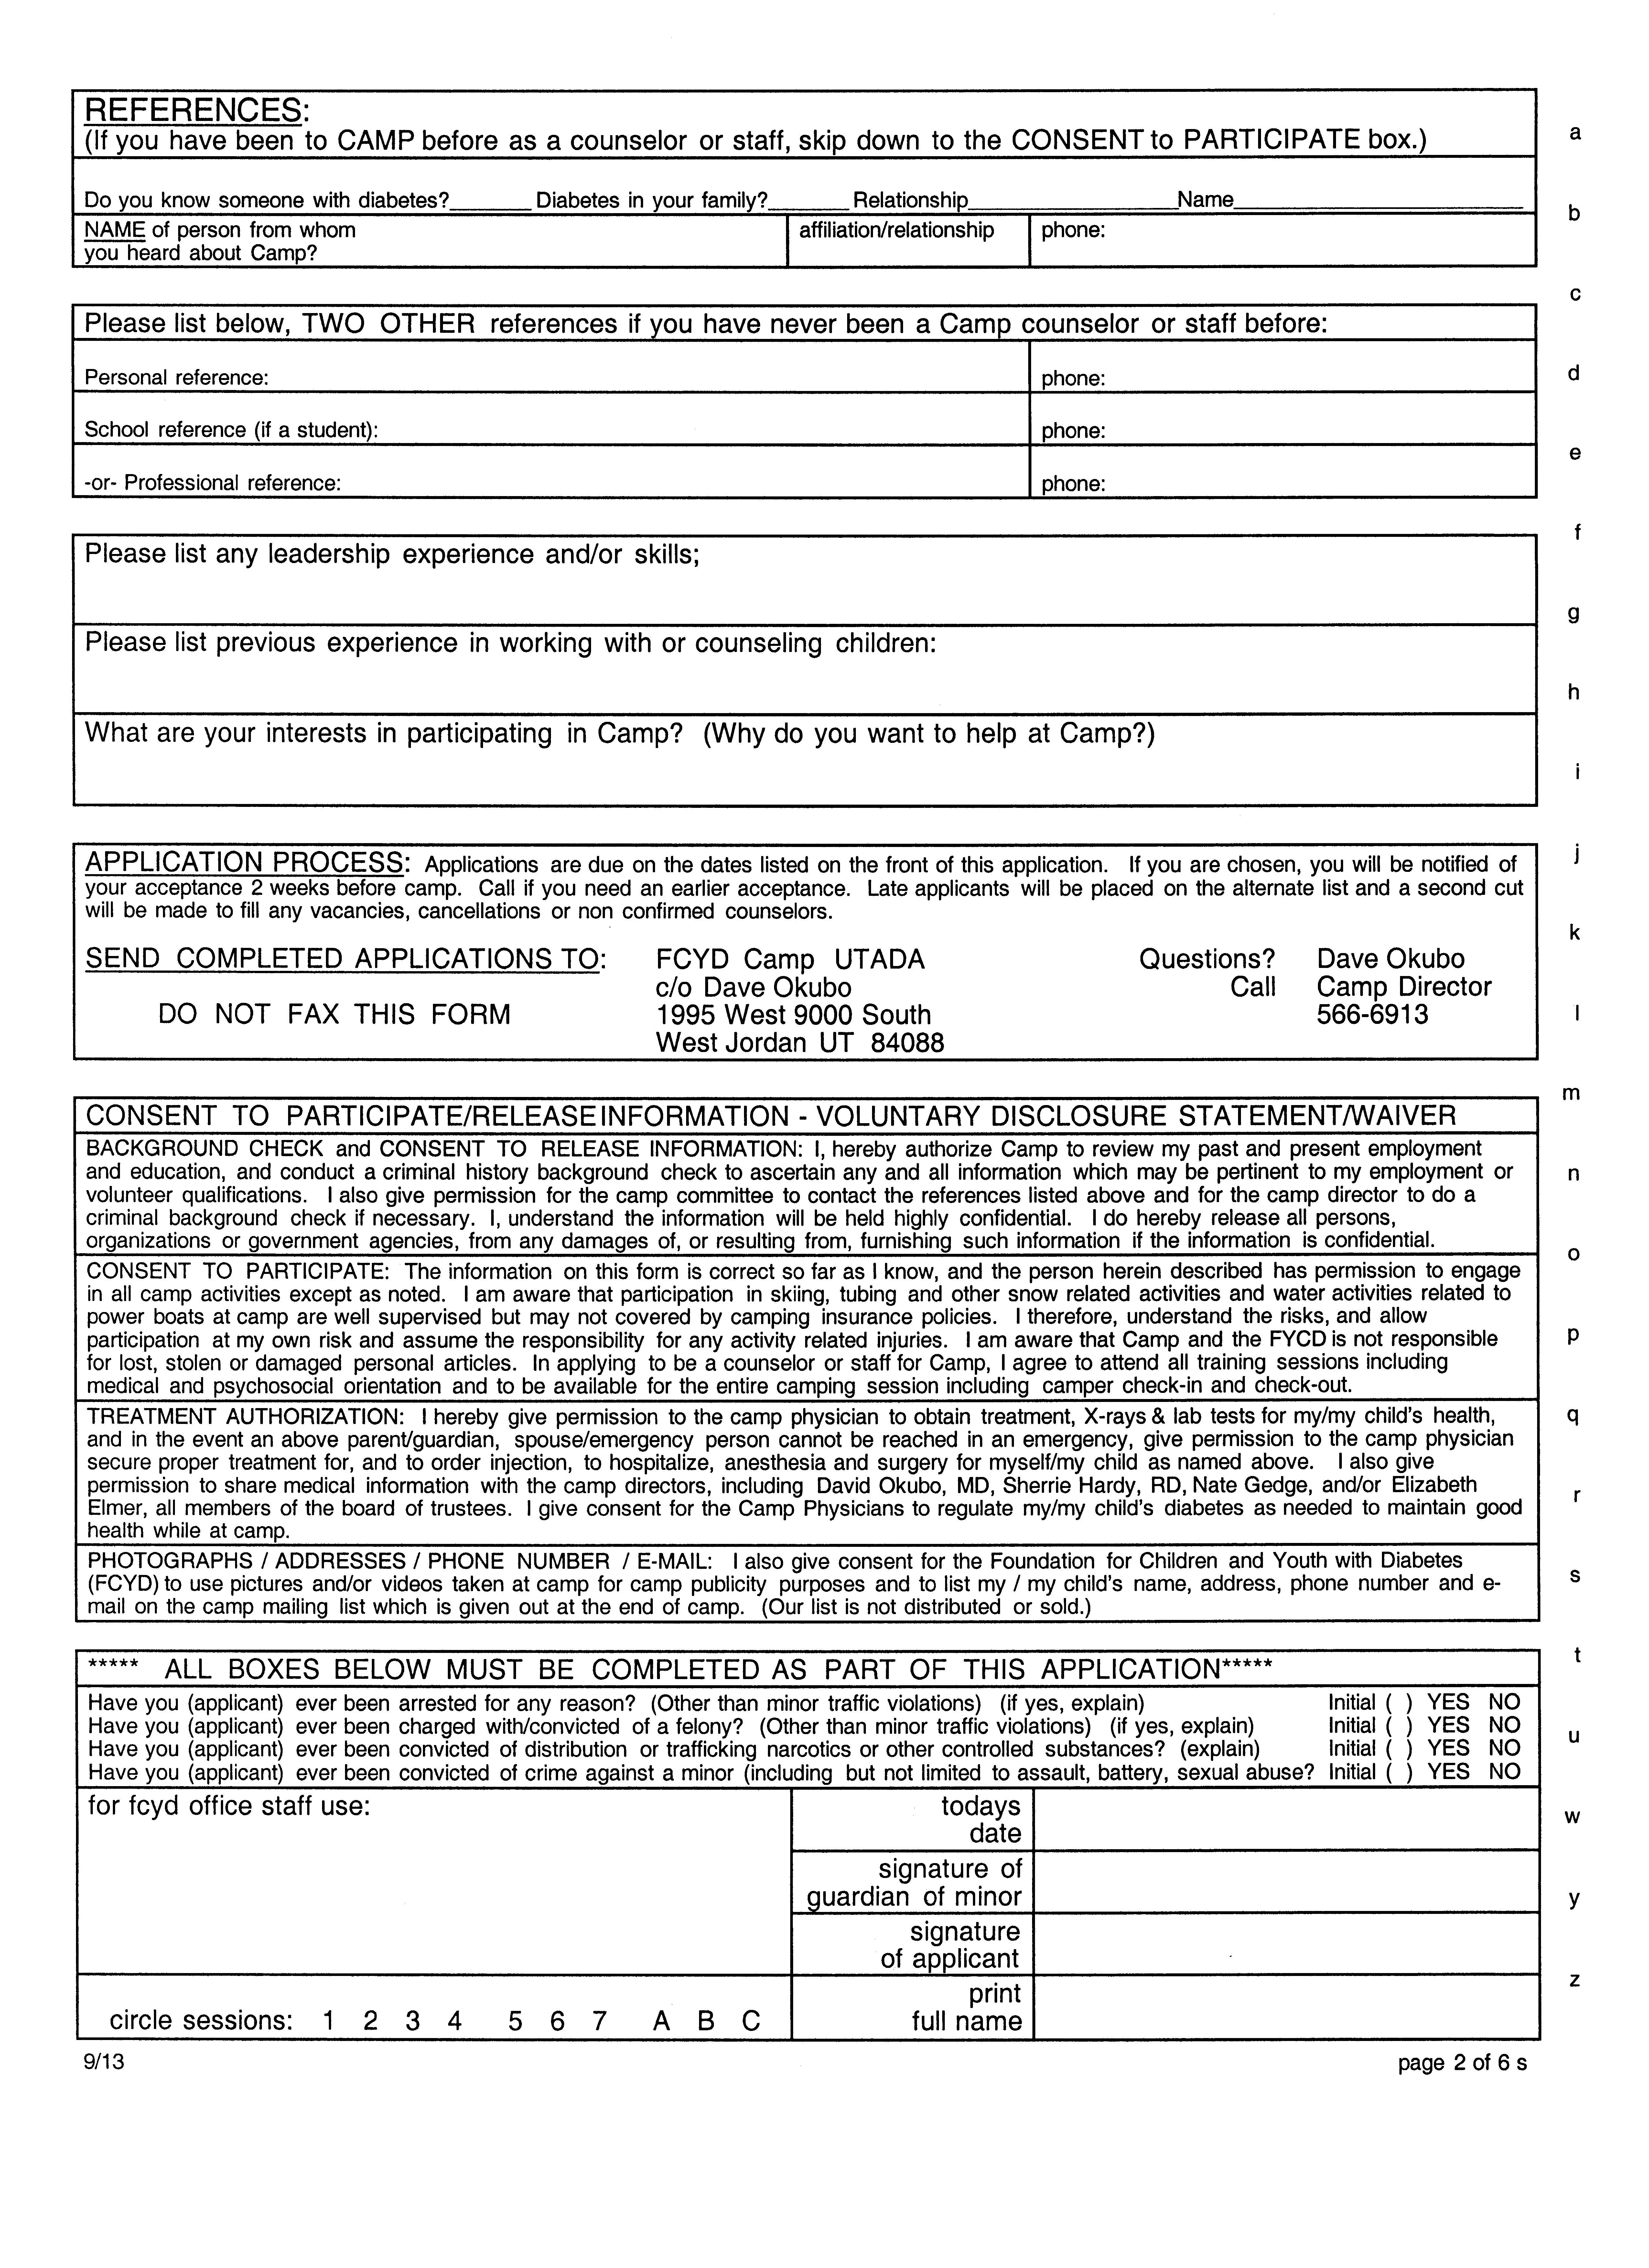 REFERENCES:
(If you have been to CAMP before as a counselor or staff, skip down to the CONSENT to PARTICIPATE box.)
a
Do you know someone with diabetes?_______ Diabetes in your family?_______ Relationship__________________Name_________________________
b
NAME of person from whom
you heard about Camp?
affiliation/relationship
phone:
c
Please list below, TWO OTHER references if you have never been a Camp counselor or staff before:
Personal reference: phone:
d
School reference (if a student): phone:
e
-or- Professional reference: phone:
f
Please list any leadership experience and/or skills;
g
Please list previous experience in working with or counseling children:
h
What are your interests in participating in Camp? (Why do you want to help at Camp?)
i
j
APPLICATION PROCESS: Applications are due on the dates listed on the front of this application. If you are chosen, you will be notified of
your acceptance 2 weeks before camp. Call if you need an earlier acceptance. Late applicants will be placed on the alternate list and a second cut
will be made to fill any vacancies, cancellations or non confirmed counselors.
k
SEND COMPLETED APPLICATIONS TO: FCYD Camp UTADA Questions? Dave Okubo
c/o Dave Okubo Call Camp Director
DO NOT FAX THIS FORM 1995 West 9000 South 566-6913
l
West Jordan UT 84088
m
CONSENT TO PARTICIPATE/RELEASE INFORMATION - VOLUNTARY DISCLOSURE STATEMENT/WAIVER
BACKGROUND CHECK and CONSENT TO RELEASE INFORMATION: I, hereby authorize Camp to review my past and present employment
and education, and conduct a criminal history background check to ascertain any and all information which may be pertinent to my employment or
n
volunteer qualifications. I also give permission for the camp committee to contact the references listed above and for the camp director to do a
criminal background check if necessary. I, understand the information will be held highly confidential. I do hereby release all persons,
organizations or government agencies, from any damages of, or resulting from, furnishing such information if the information is confidential.
o
CONSENT TO PARTICIPATE: The information on this form is correct so far as I know, and the person herein described has permission to engage
in all camp activities except as noted. I am aware that participation in skiing, tubing and other snow related activities and water activities related to
power boats at camp are well supervised but may not covered by camping insurance policies. I therefore, understand the risks, and allow
participation at my own risk and assume the responsibility for any activity related injuries. I am aware that Camp and the FYCD is not responsible
p
for lost, stolen or damaged personal articles. In applying to be a counselor or staff for Camp, I agree to attend all training sessions including
medical and psychosocial orientation and to be available for the entire camping session including camper check-in and check-out.
TREATMENT AUTHORIZATION: I hereby give permission to the camp physician to obtain treatment, X-rays & lab tests for my/my child's health,
q
and in the event an above parent/guardian, spouse/emergency person cannot be reached in an emergency, give permission to the camp physician
secure proper treatment for, and to order injection, to hospitalize, anesthesia and surgery for myself/my child as named above. I also give
permission to share medical information with the camp directors, including David Okubo, MD, Sherrie Hardy, RD, Nate Gedge, and/or Elizabeth
r
Elmer, all members of the board of trustees. I give consent for the Camp Physicians to regulate my/my child's diabetes as needed to maintain good
health while at camp.
PHOTOGRAPHS / ADDRESSES / PHONE NUMBER / E-MAIL: I also give consent for the Foundation for Children and Youth with Diabetes
s
(FCYD) to use pictures and/or videos taken at camp for camp publicity purposes and to list my / my child's name, address, phone number and e-
mail on the camp mailing list which is given out at the end of camp. (Our list is not distributed or sold.)
t
***** ALL BOXES BELOW MUST BE COMPLETED AS PART OF THIS APPLICATION*****
Have you (applicant) ever been arrested for any reason? (Other than minor traffic violations) (if yes, explain) Initial ( ) YES NO
Have you (applicant) ever been charged with/convicted of a felony? (Other than minor traffic violations) (if yes, explain) Initial ( ) YES NO
u
Have you (applicant) ever been convicted of distribution or trafficking narcotics or other controlled substances? (explain) Initial ( ) YES NO
Have you (applicant) ever been convicted of crime against a minor (including but not limited to assault, battery, sexual abuse? Initial ( ) YES NO
for fcyd office staff use:
todays
date
w
signature of
guardian of minor
y
signature
of applicant
z
print
full name
circle sessions: 1 2 3 4 5 6 7 A B C
9/13
page 2 of 6 s